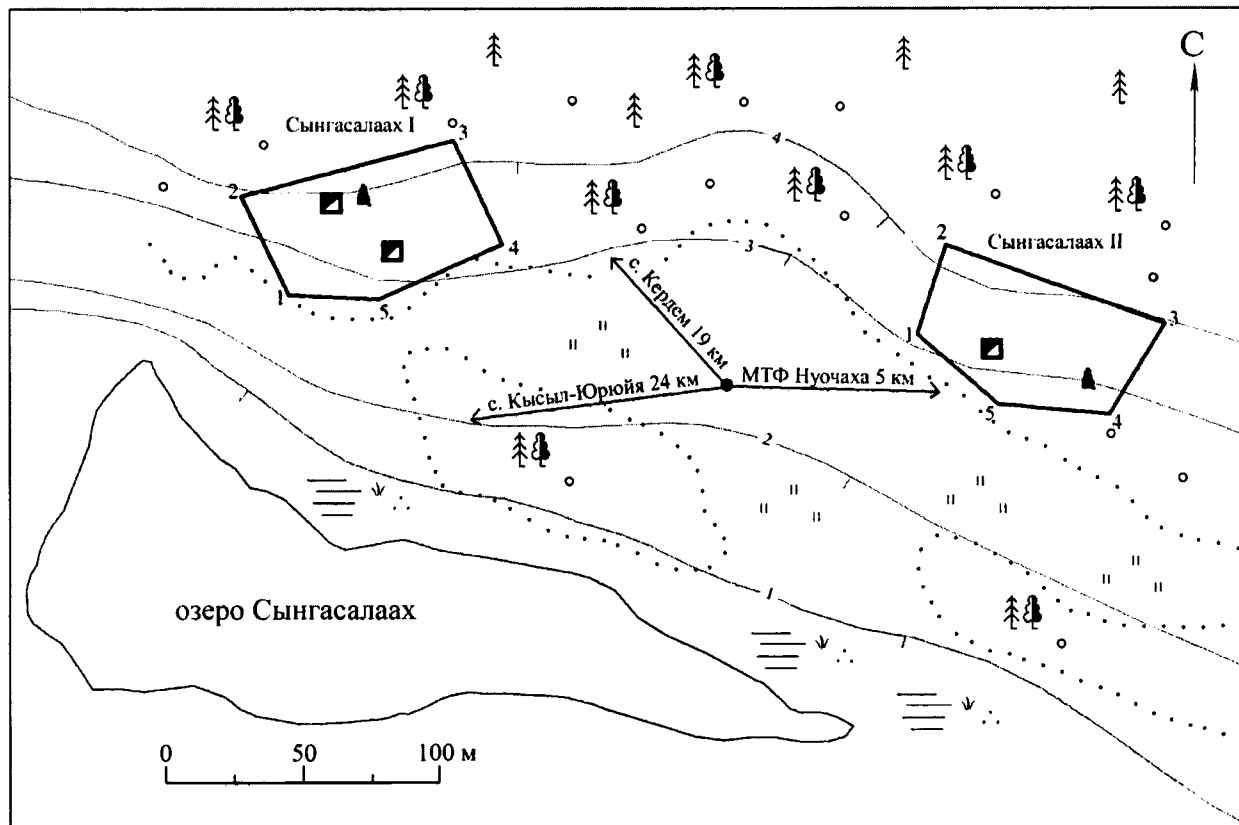 С
Сынгасалаах I
3
4
2
2
Сынгасалаах II
3
4
3
с. Кердем 19 км
1
5
1
МТФ Нуочаха 5 км
с. Кысыл-Юрюйя 24 км
5
4
2
1
озеро Сынгасалаах
0 50 100 м